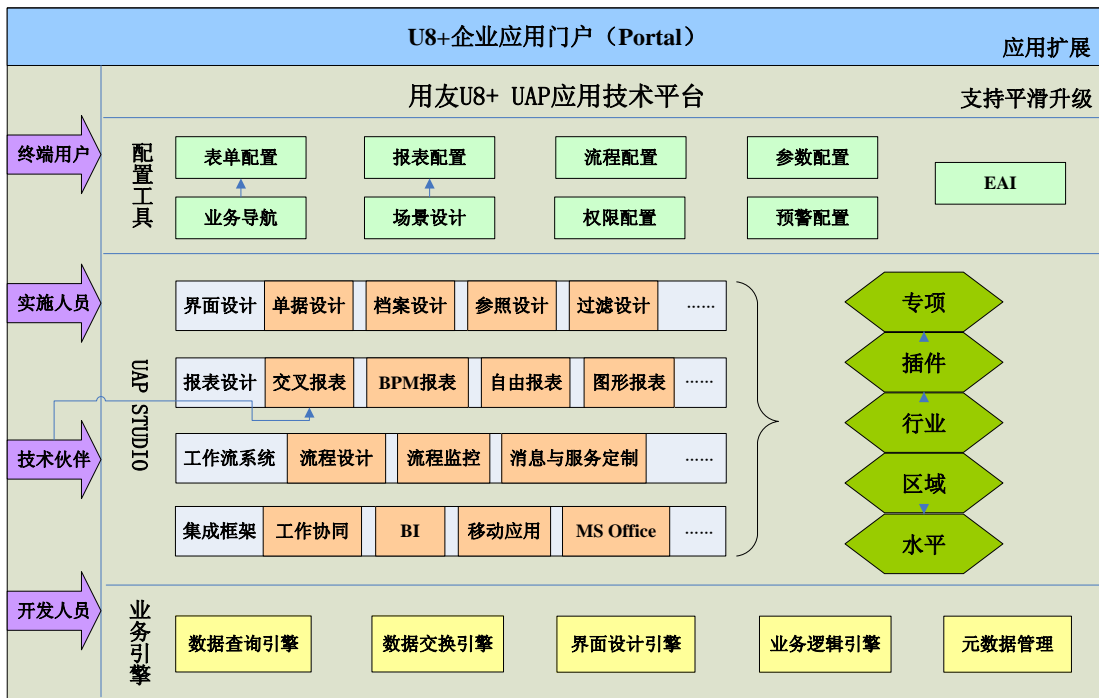 U8+企业应用门户（Portal）
应用扩展
用友U8+ UAP应用技术平台
支持平滑升级
终端用户
配置工具
表单配置
报表配置
流程配置
参数配置
EAI
业务导航
场景设计
权限配置
预警配置
实施人员
UAP STUDIO
界面设计
单据设计
档案设计
参照设计
过滤设计
……
报表设计
交叉报表
BPM报表
自由报表
图形报表
……
技术伙伴
工作流系统
流程设计
流程监控
消息与服务定制
……
集成框架
工作协同
BI
移动应用
MS Office
……
专项
插件
行业
区域
水平
开发人员
业务引擎
数据查询引擎
数据交换引擎
界面设计引擎
业务逻辑引擎
元数据管理